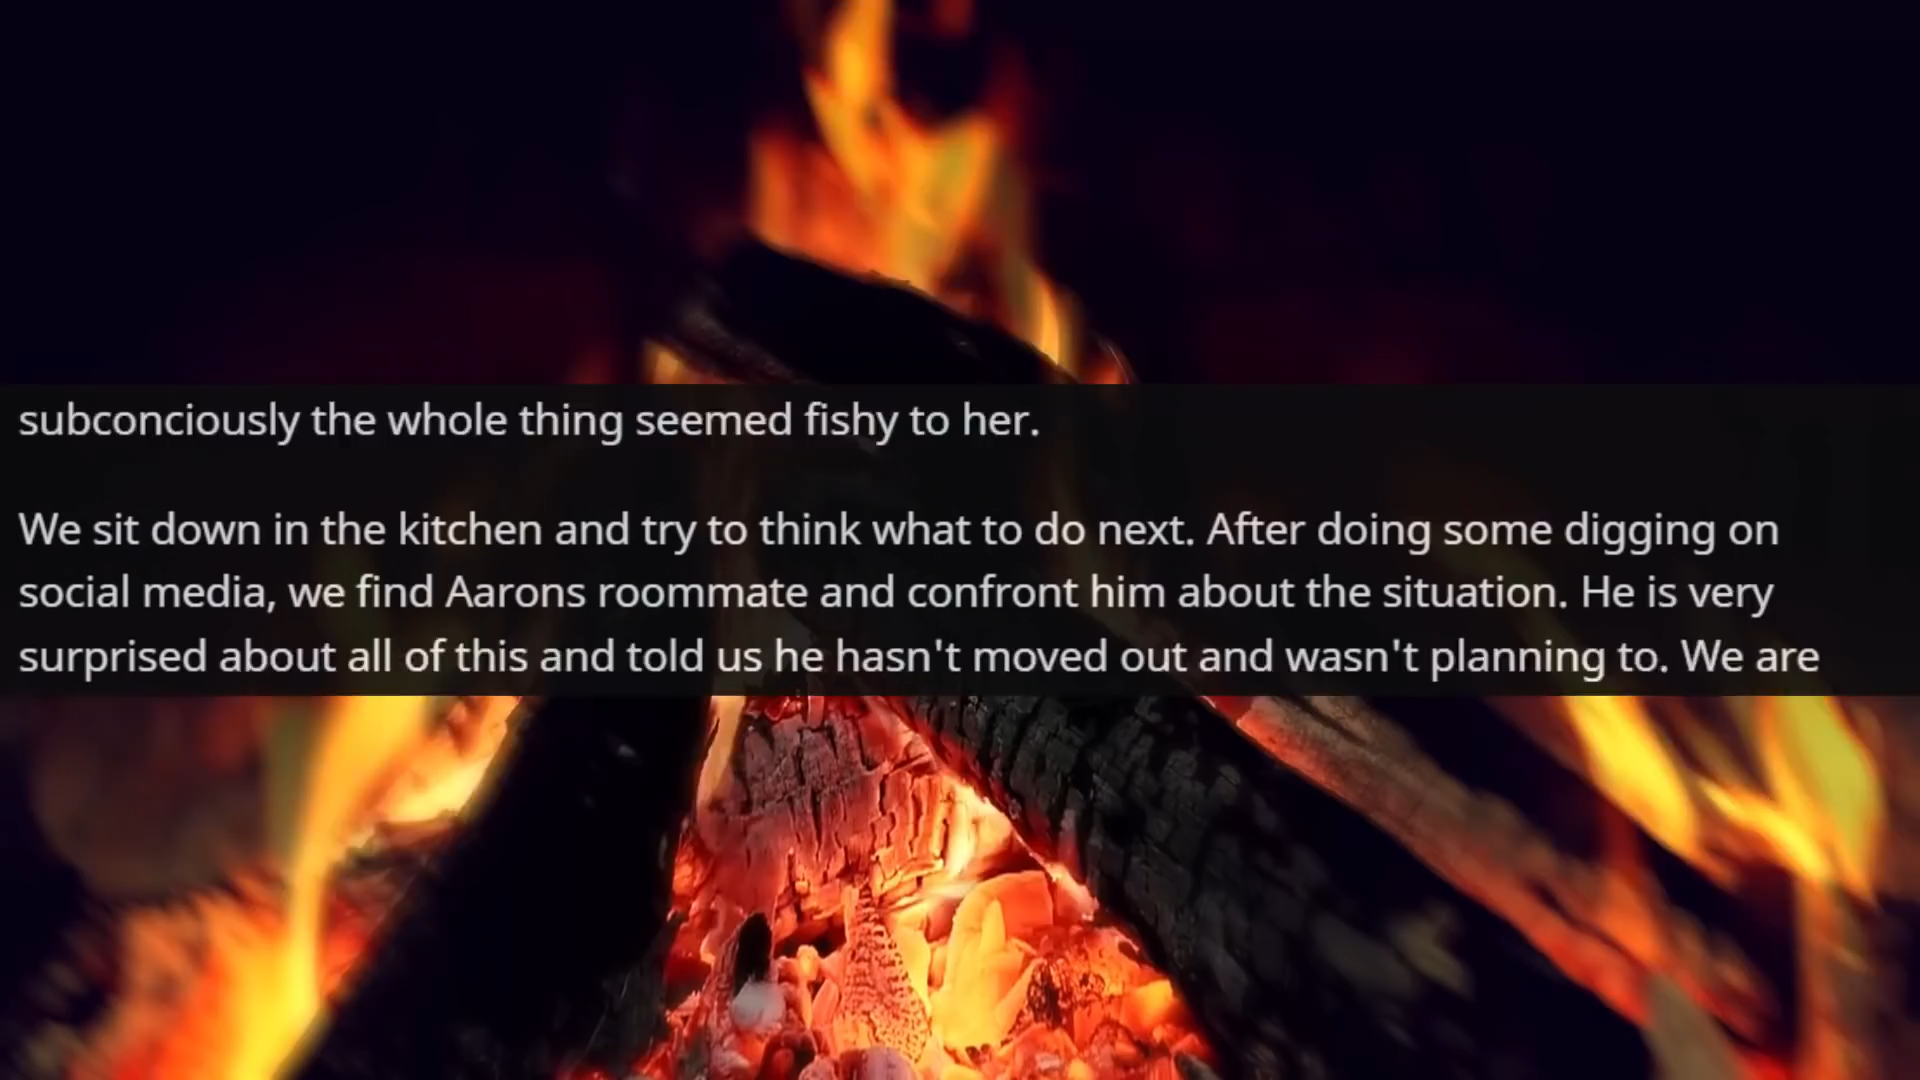 subconciously the whole thing seemed fishy to her.
We sit down in the kitchen and try to think what to do next. After doing some digging on
social media, we find Aarons roommate and confront him about the situation. He is very
surprised about all of this and told us he hasn't moved out and wasn't planning to. We are